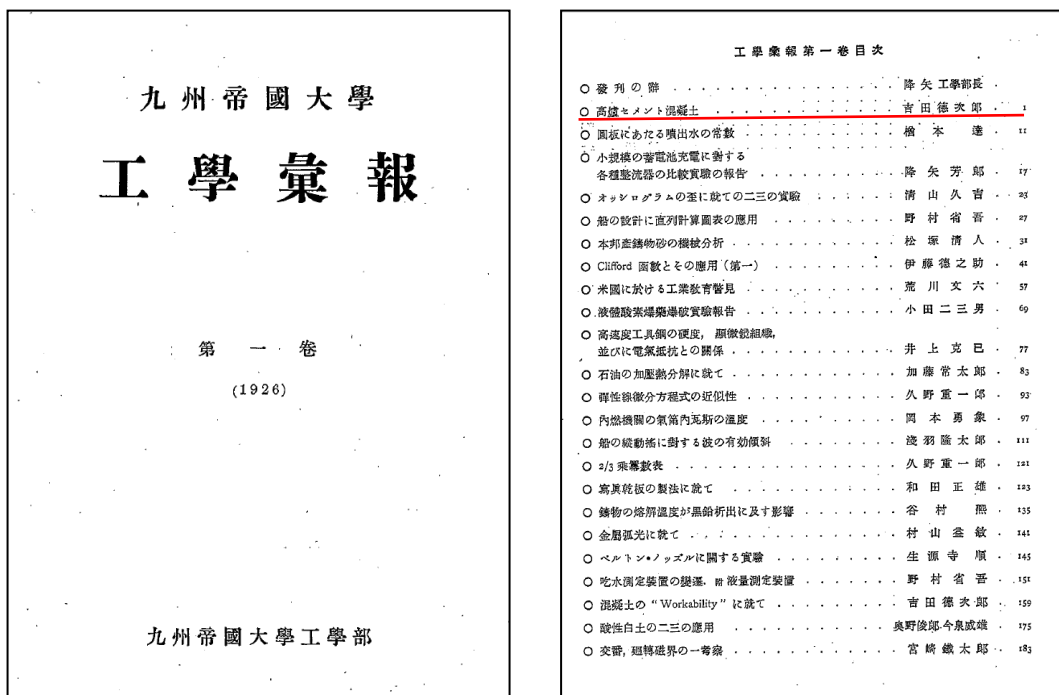 九州帝國大學
工學彙報
第一卷
(1926)
九州帝國大學工學部
工學彙報第一卷目次
○ 發刊の辭 . . . . . . . . . . 降矢工學部長 .
○ 高爐セメント混凝土 . . . . . . . . . . 吉田德次郎 . 1
○ 圓板にあたる噴出水の常數 . . . . . . . . . . 楢本達 . 11
○ 小規模の蓄電池充電に對する
各種整流器の比較實驗の報告 . . . . . . . . . . 降矢芳郎 . 17
○ オッシログラムの歪に就ての二三の實驗 . . . . . . . . 清山久吉 . 23
○ 船の設計に直列計算圖表の應用 . . . . . . . . . . 野村省吾 . 27
○ 本邦產鑄物砂の機械分析 . . . . . . . . . . 松塚清人 . 31
○ Clifford 函數とその應用(第一) . . . . . . . . 伊藤德之助 . 41
○ 米國に於ける工業敎育瞥見 . . . . . . . . . . 荒川文六 . 57
○ 液體酸素爆藥爆破實驗報告 . . . . . . . . . . 小田二三男 . 69
○ 高速度工具鋼の硬度, 顯微鏡組織,
並びに電氣抵抗との關係 . . . . . . . . . . 井上克巳 . 77
○ 石油の加壓熱分解に就て . . . . . . . . . . 加藤常太郎 . 83
○ 彈性線微分方程式の近似性 . . . . . . . . . . 久野重一郎 . 93
○ 內燃機關の氣筩內瓦斯の溫度 . . . . . . . . . . 岡本勇象 . 97
○ 船の縱動搖に對する波の有効傾斜 . . . . . . . . 淺羽隆太郎 . 111
○ 2/3 乘冪數表 . . . . . . . . . . 久野重一郎 . 121
○ 寫眞乾板の製法に就て . . . . . . . . . . 和田正雄 . 123
○ 鑄物の熔解溫度が黑鉛析出に及す影響 . . . . . . . . 谷村熈 . 135
○ 金屬弧光に就て . . . . . . . . . . 村山益敏 . 141
○ ペルトン•ノッズルに關する實驗 . . . . . . . . . . 生源寺順 . 145
○ 吃水測定裝置の變遷. 附 液量測定裝置 . . . . . . . . 野村省吾 . 151
○ 混凝土の “Workability” に就て . . . . . . . . 吉田德次郎 . 159
○ 酸性白土の二三の應用 . . . . . . . . . . 奧野俊郎.今泉威雄 . 175
○ 交番, 廻轉磁界の一考察 . . . . . . . . . . 宮崎鐵太郎 . 183